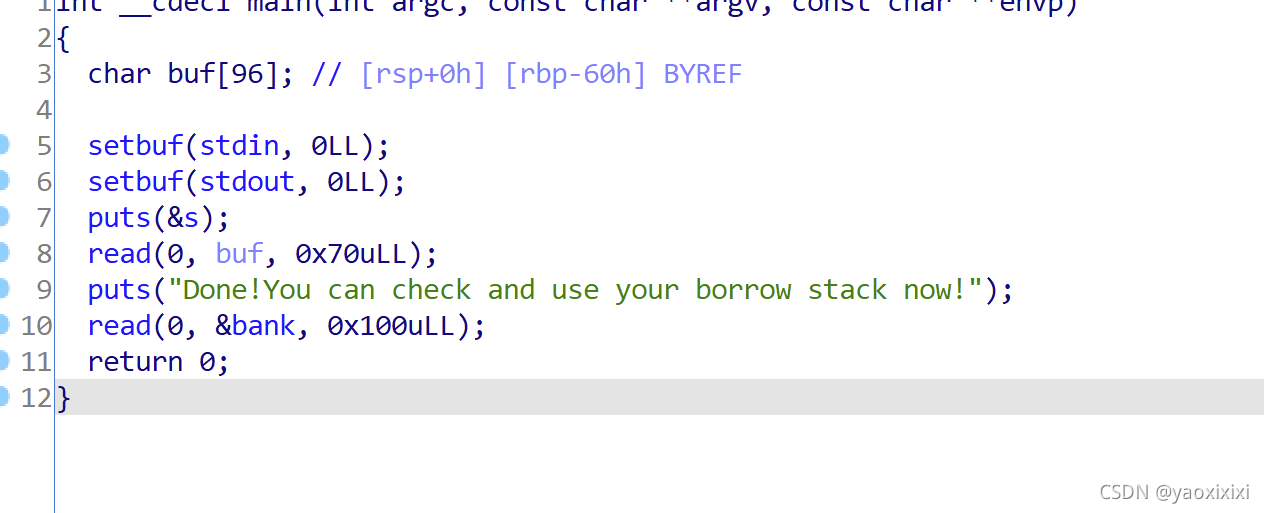 1 int __cdecl main(int argc, const char **argv, const char **envp)
2 {
3 char buf[96]; // [rsp+0h] [rbp-60h] BYREF
4
5 setbuf(stdin, 0LL);
6 setbuf(stdout, 0LL);
7 puts(&s);
8 read(0, buf, 0x70uLL);
9 puts("Done!You can check and use your borrow stack now!");
10 read(0, &bank, 0x100uLL);
11 return 0;
12 }
CSDN @yaoxixixi